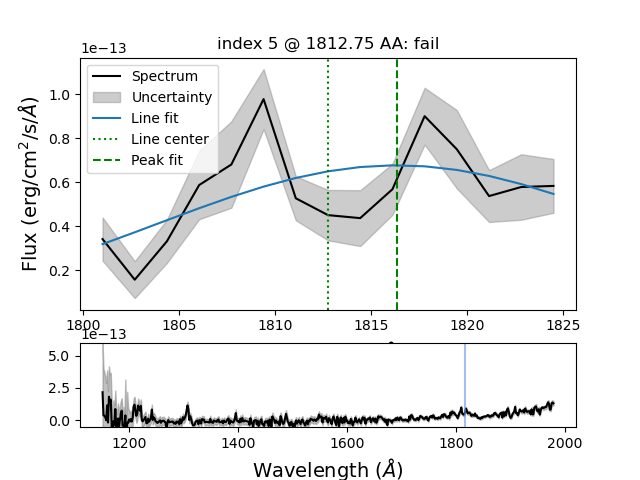 index 5 @ 1812.75 AA: fail
1e−13
Spectrum
Uncertainty
Line fit
Line center
Peak fit
Flux (erg/cm²/s/Å)
1.0
0.8
0.6
0.4
0.2
1800 1805 1810 1815 1820 1825
1e−13
5.0
2.5
0.0
1200 1400 1600 1800 2000
Wavelength (Å)